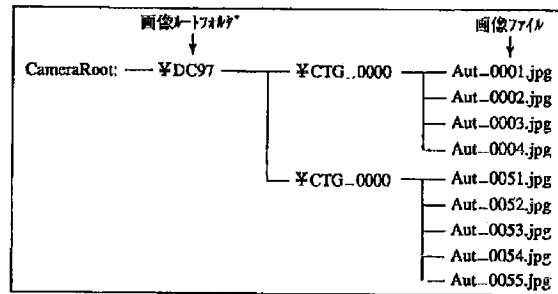 画像ルートフォルダ 画像ファイル
CameraRoot: ¥DC97 ¥CTG_0000 Aut_0001.jpg
Aut_0002.jpg
Aut_0003.jpg
Aut_0004.jpg
¥CTG_0000 Aut_0051.jpg
Aut_0052.jpg
Aut_0053.jpg
Aut_0054.jpg
Aut_0055.jpg